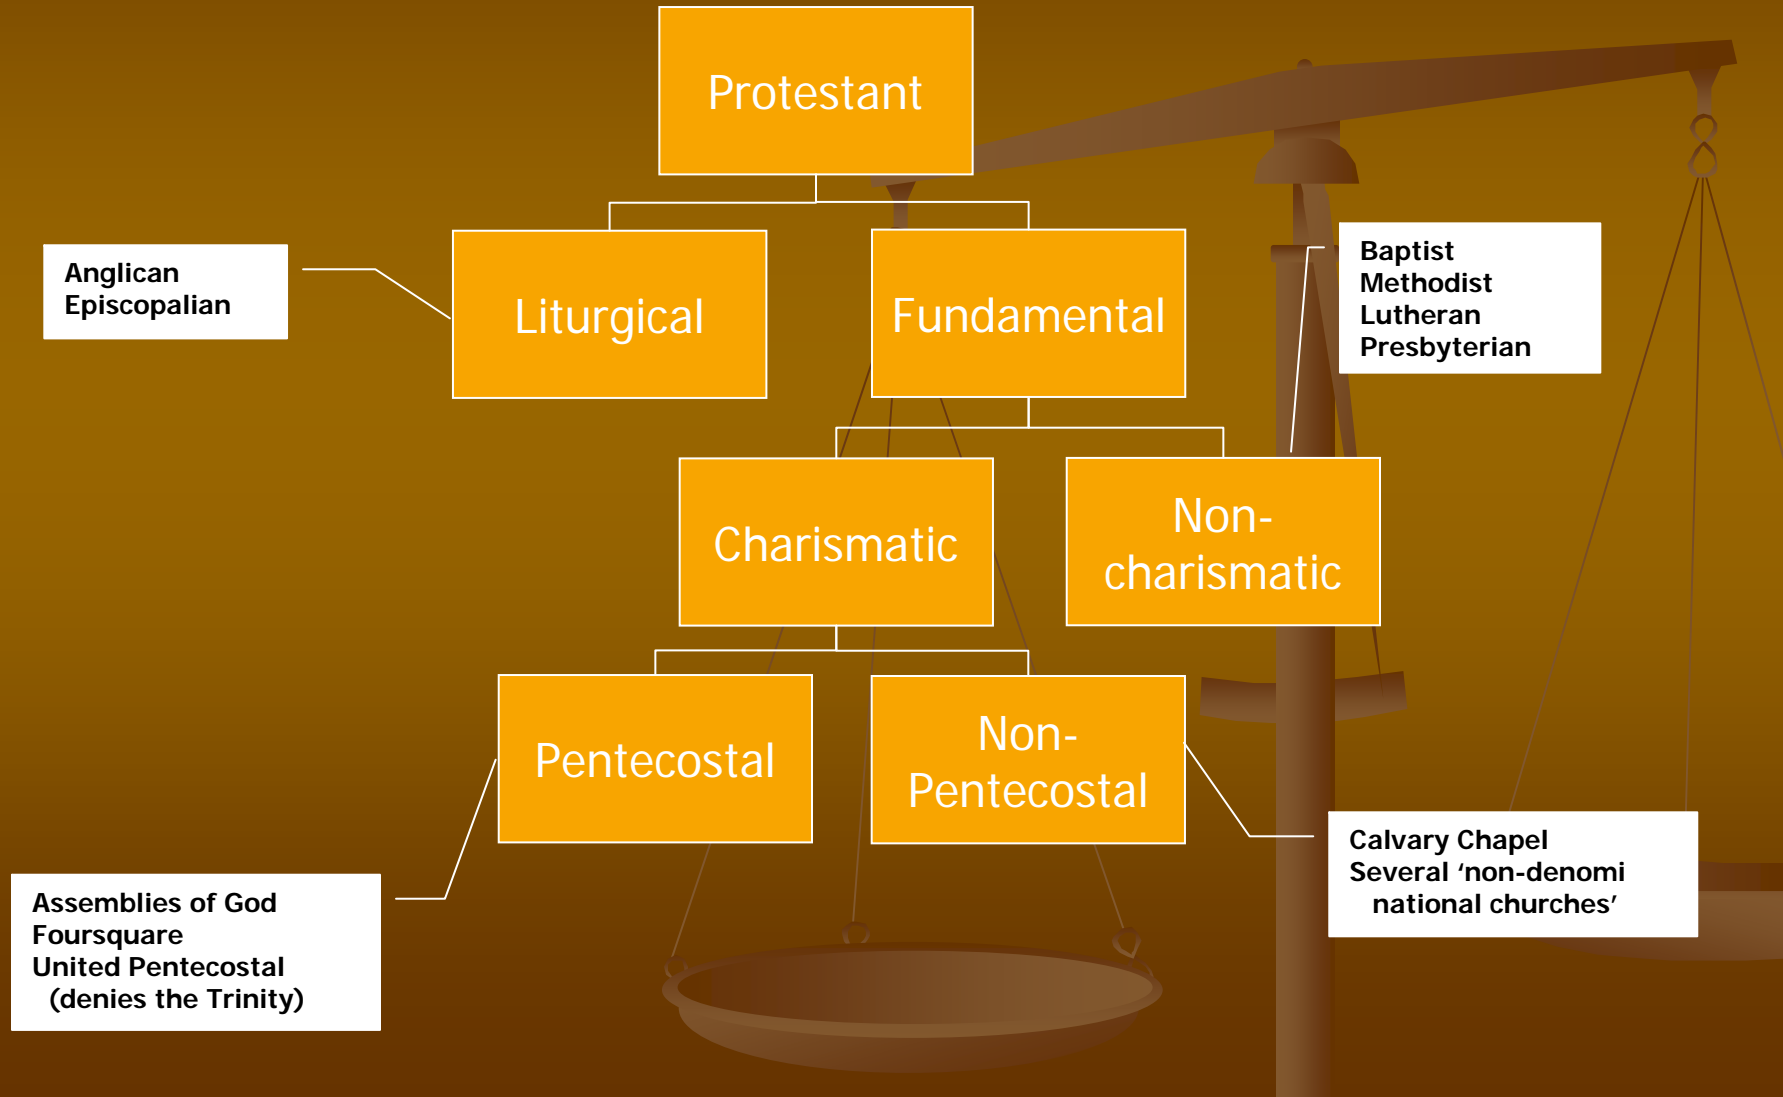 Protestant
Anglican
Episcopalian
Liturgical
Fundamental
Baptist
Methodist
Lutheran
Presbyterian
Charismatic
Non-
charismatic
Pentecostal
Non-
Pentecostal
Assemblies of God
Foursquare
United Pentecostal
(denies the Trinity)
Calvary Chapel
Several ‘non-denomi
national churches’